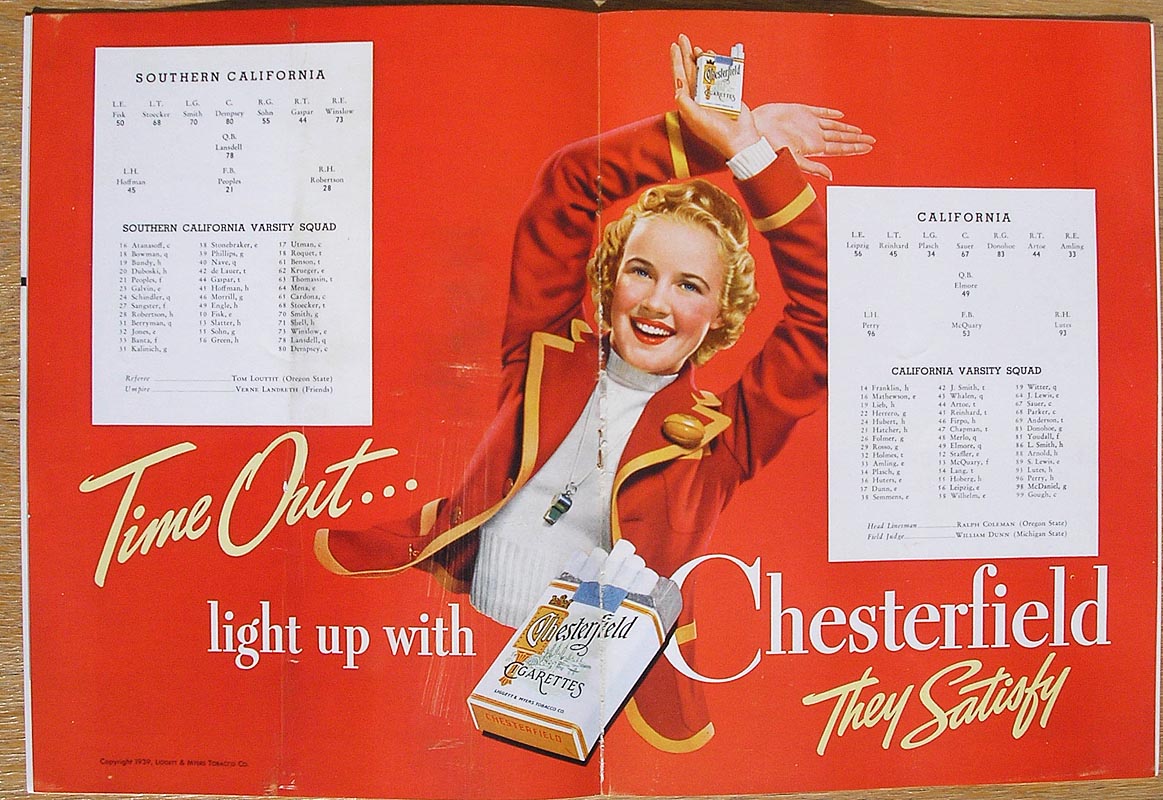 SOUTHERN CALIFORNIA
L.E. L.T. L.G. C. R.G. R.T. R.E.
Fisk Stoecker Smith Dempsey Sohn Gaspar Winslow
50 68 70 80 55 44 73
Q.B.
Lansdell
78
L.H. F.B. R.H.
Hoffman Peoples Robertson
45 21 28
SOUTHERN CALIFORNIA VARSITY SQUAD
16 Atanasoff, c 38 Stonebraker, e 17 Utman, c
18 Bowman, q 39 Phillips, g 18 Roquet, t
19 Bundy, h 40 Nave, q 61 Benson, t
20 Duboski, h 42 de Lauer, t 62 Krueger, e
21 Peoples, f 44 Gaspar, t 63 Thomassin, t
23 Galvin, e 45 Hoffman, h 64 Mena, e
24 Schindler, q 46 Morrill, g 65 Cardona, c
27 Sangster, f 49 Engle, h 68 Stoecker, t
28 Robertson, h 50 Fisk, e 70 Smith, g
31 Berryman, q 53 Slatter, h 71 Shell, h
32 Jones, e 55 Sohn, g 73 Winslow, e
33 Banta, f 56 Green, h 78 Lansdell, q
35 Kalinich, g 80 Dempsey, c
Referee TOM LOUTTIT (Oregon State)
Umpire VERNE LANDRETH (Friends)
Chesterfield
CIGARETTES
CALIFORNIA
L.E. L.T. L.G. C. R.G. R.T. R.E.
Leipzig Reinhard Plasch Sauer Donohoe Artoe Amling
56 45 34 67 83 44 33
Q.B.
Elmore
49
L.H. F.B. R.H.
Perry McQuary Lutes
96 53 93
CALIFORNIA VARSITY SQUAD
14 Franklin, h 42 J. Smith, t 59 Witter, q
16 Mathewson, e 43 Whalen, q 64 J. Lewis, e
19 Lieb, h 44 Artoe, t 67 Sauer, c
22 Herrero, g 45 Reinhard, t 68 Parker, c
24 Hubert, h 46 Firpo, h 69 Anderson, t
25 Hatcher, h 47 Chapman, t 83 Donohoe, g
26 Folmer, g 48 Merlo, q 85 Youdall, f
29 Rosso, g 49 Elmore, q 86 L. Smith, h
32 Holmes, t 52 Staffler, e 88 Arnold, h
33 Amling, e 53 McQuary, f 89 S. Lewis, e
34 Plasch, g 54 Lang, t 93 Lutes, h
36 Huters, e 55 Hoberg, h 96 Perry, h
37 Dunn, e 56 Leipzig, e 98 McDaniel, g
38 Semmens, e 58 Wilhelm, e 99 Gough, c
Head Linesman RALPH COLEMAN (Oregon State)
Field Judge WILLIAM DUNN (Michigan State)
Time Out...
light up with Chesterfield
They Satisfy
Chesterfield
CIGARETTES
LIGGETT & MYERS TOBACCO CO.
CHESTERFIELD
Copyright 1939, LIGGETT & MYERS TOBACCO CO.